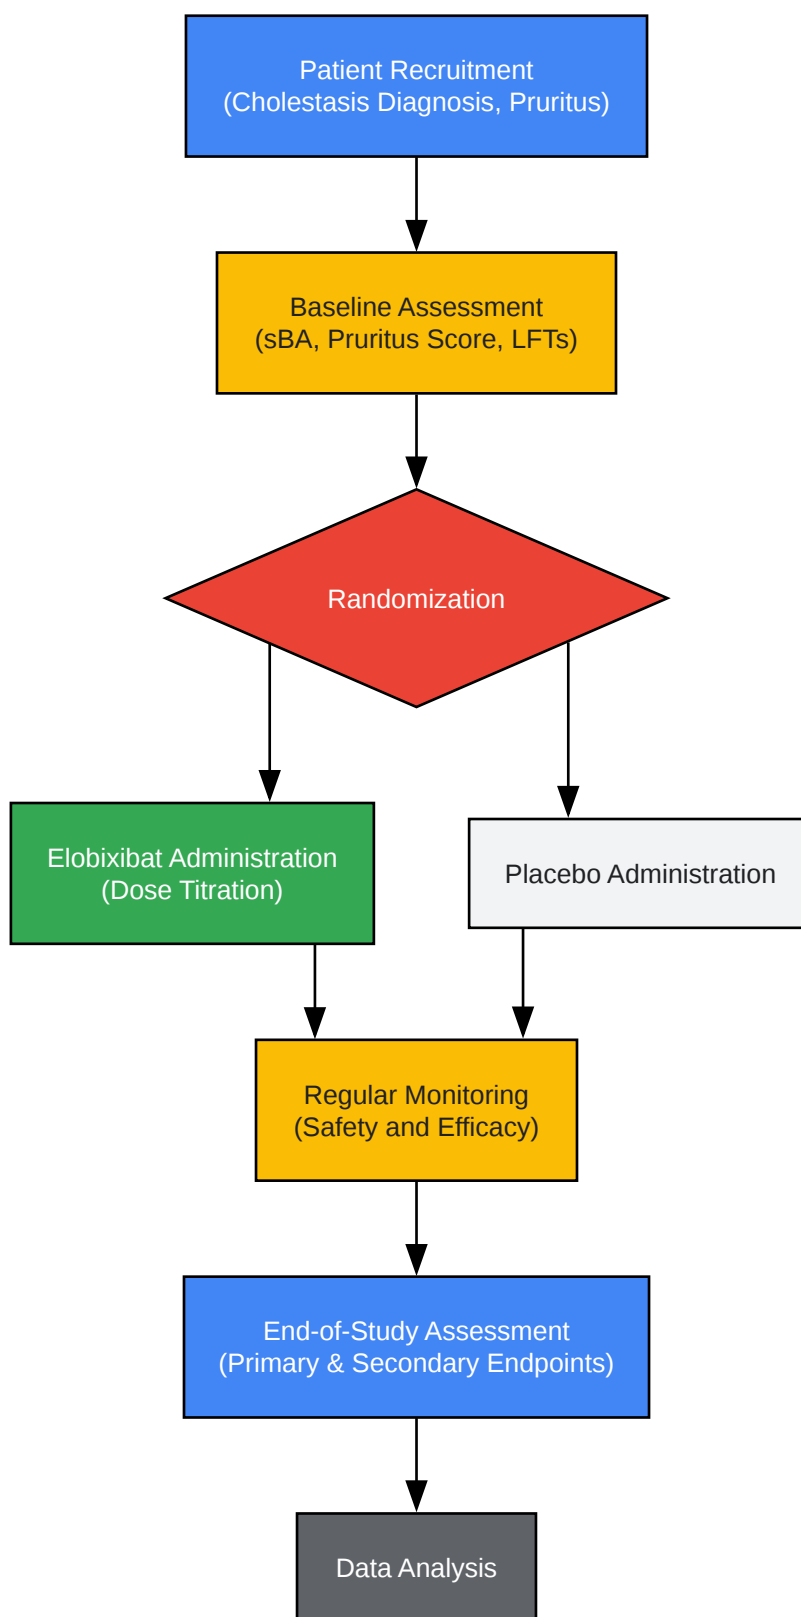 Patient Recruitment
(Cholestasis Diagnosis, Pruritus)
Baseline Assessment
(sBA, Pruritus Score, LFTs)
Randomization
Elobixibat Administration
(Dose Titration)
Placebo Administration
Regular Monitoring
(Safety and Efficacy)
End-of-Study Assessment
(Primary & Secondary Endpoints)
Data Analysis